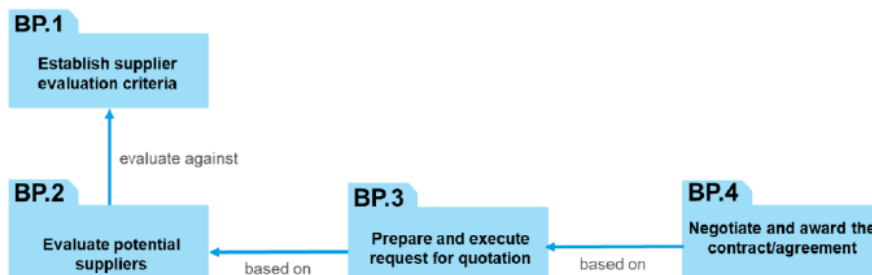 BP.1
Establish supplier
evaluation criteria
evaluate against
BP.2
Evaluate potential
suppliers
based on
BP.3
Prepare and execute
request for quotation
based on
BP.4
Negotiate and award the
contract/agreement